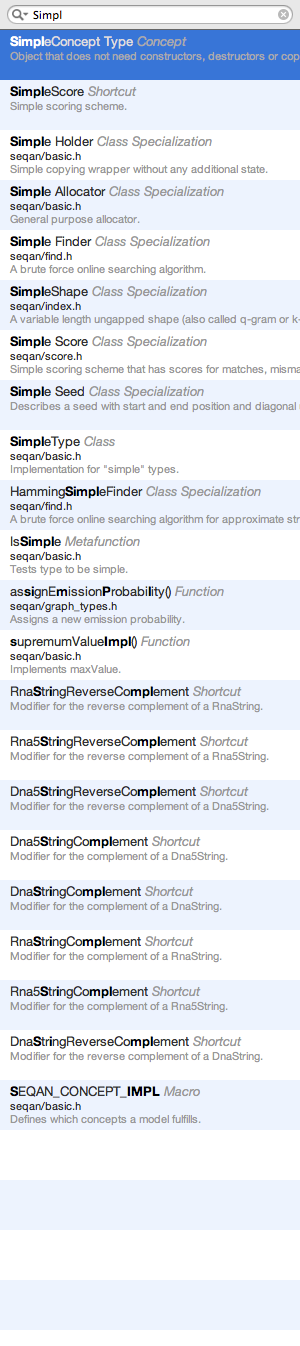 Simpl
SimpleConcept Type Concept
Object that does not need constructors, destructors or cop
SimpleScore Shortcut
Simple scoring scheme.
Simple Holder Class Specialization
seqan/basic.h
Simple copying wrapper without any additional state.
Simple Allocator Class Specialization
seqan/basic.h
General purpose allocator.
Simple Finder Class Specialization
seqan/find.h
A brute force online searching algorithm.
SimpleShape Class Specialization
seqan/index.h
A variable length ungapped shape (also called q-gram or k-
Simple Score Class Specialization
seqan/score.h
Simple scoring scheme that has scores for matches, misma
Simple Seed Class Specialization
Describes a seed with start and end position and diagonal
SimpleType Class
seqan/basic.h
Implementation for "simple" types.
HammingSimpleFinder Class Specialization
seqan/find.h
A brute force online searching algorithm for approximate str
IsSimple Metafunction
seqan/basic.h
Tests type to be simple.
assignEmissionProbability() Function
seqan/graph_types.h
Assigns a new emission probability.
supremumValueImpl() Function
seqan/basic.h
Implements maxValue.
RnaStringReverseComplement Shortcut
Modifier for the reverse complement of a RnaString.
Rna5StringReverseComplement Shortcut
Modifier for the reverse complement of a Rna5String.
Dna5StringReverseComplement Shortcut
Modifier for the reverse complement of a Dna5String.
Dna5StringComplement Shortcut
Modifier for the complement of a Dna5String.
DnaStringComplement Shortcut
Modifier for the complement of a DnaString.
RnaStringComplement Shortcut
Modifier for the complement of a RnaString.
Rna5StringComplement Shortcut
Modifier for the complement of a Rna5String.
DnaStringReverseComplement Shortcut
Modifier for the reverse complement of a DnaString.
SEQAN_CONCEPT_IMPL Macro
seqan/basic.h
Defines which concepts a model fulfills.